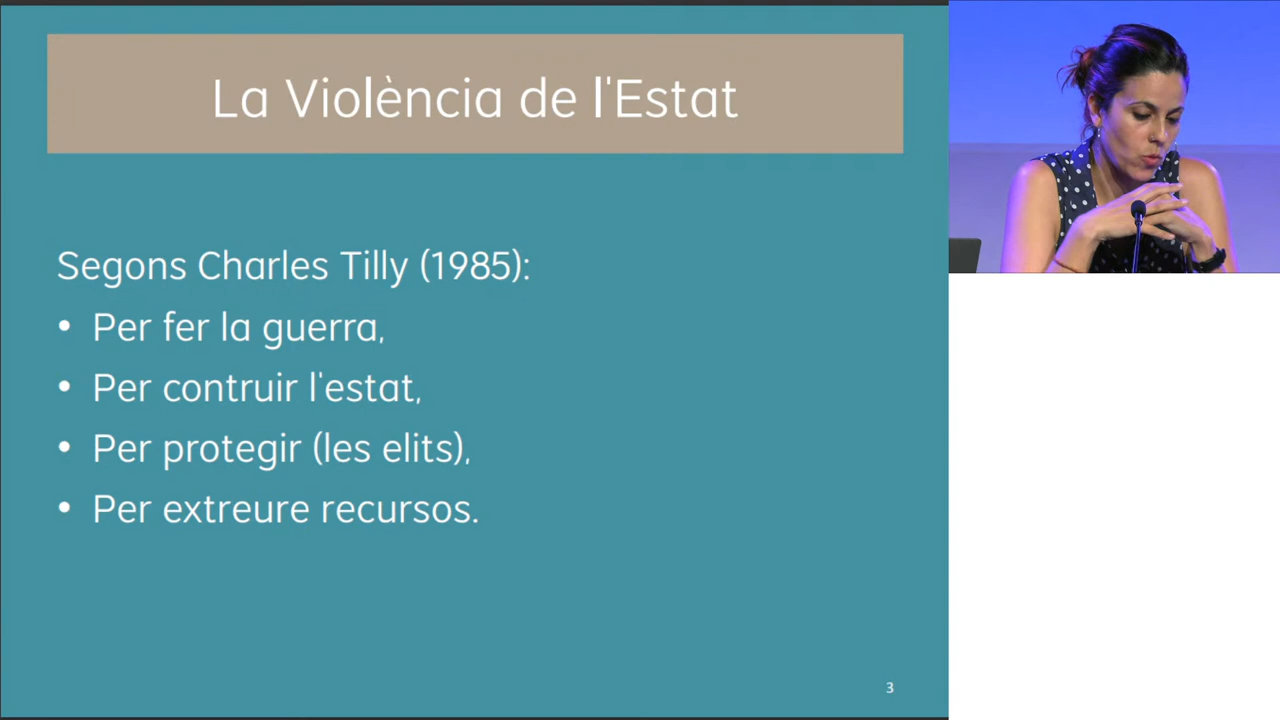 La Violència de l'Estat
Segons Charles Tilly (1985):
• Per fer la guerra,
• Per contruir l'estat,
• Per protegir (les elits),
• Per extreure recursos.
3